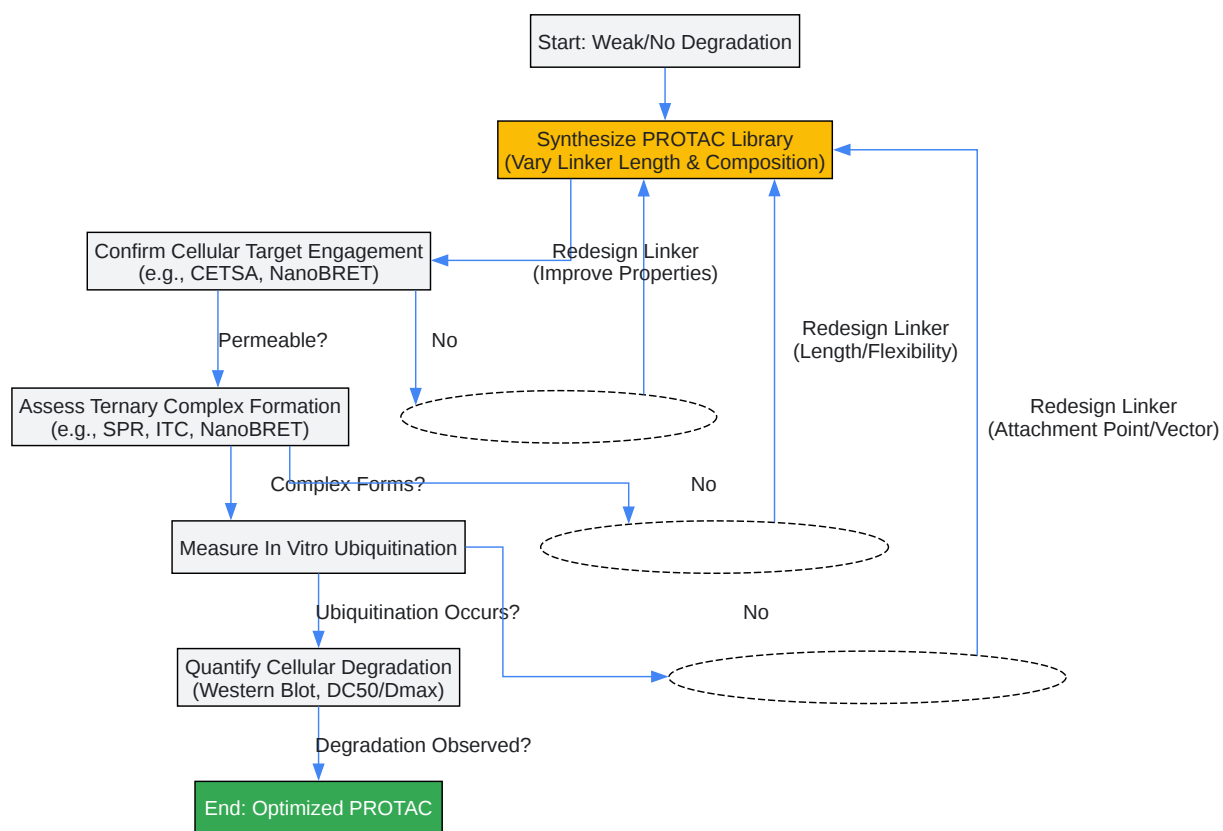 Start: Weak/No Degradation
Synthesize PROTAC Library
(Vary Linker Length & Composition)
Confirm Cellular Target Engagement
(e.g., CETSA, NanoBRET)
Redesign Linker
(Improve Properties)
Permeable?
No
Redesign Linker
(Length/Flexibility)
Assess Ternary Complex Formation
(e.g., SPR, ITC, NanoBRET)
Redesign Linker
(Attachment Point/Vector)
Complex Forms?
No
Measure In Vitro Ubiquitination
Ubiquitination Occurs?
No
Quantify Cellular Degradation
(Western Blot, DC50/Dmax)
Degradation Observed?
End: Optimized PROTAC